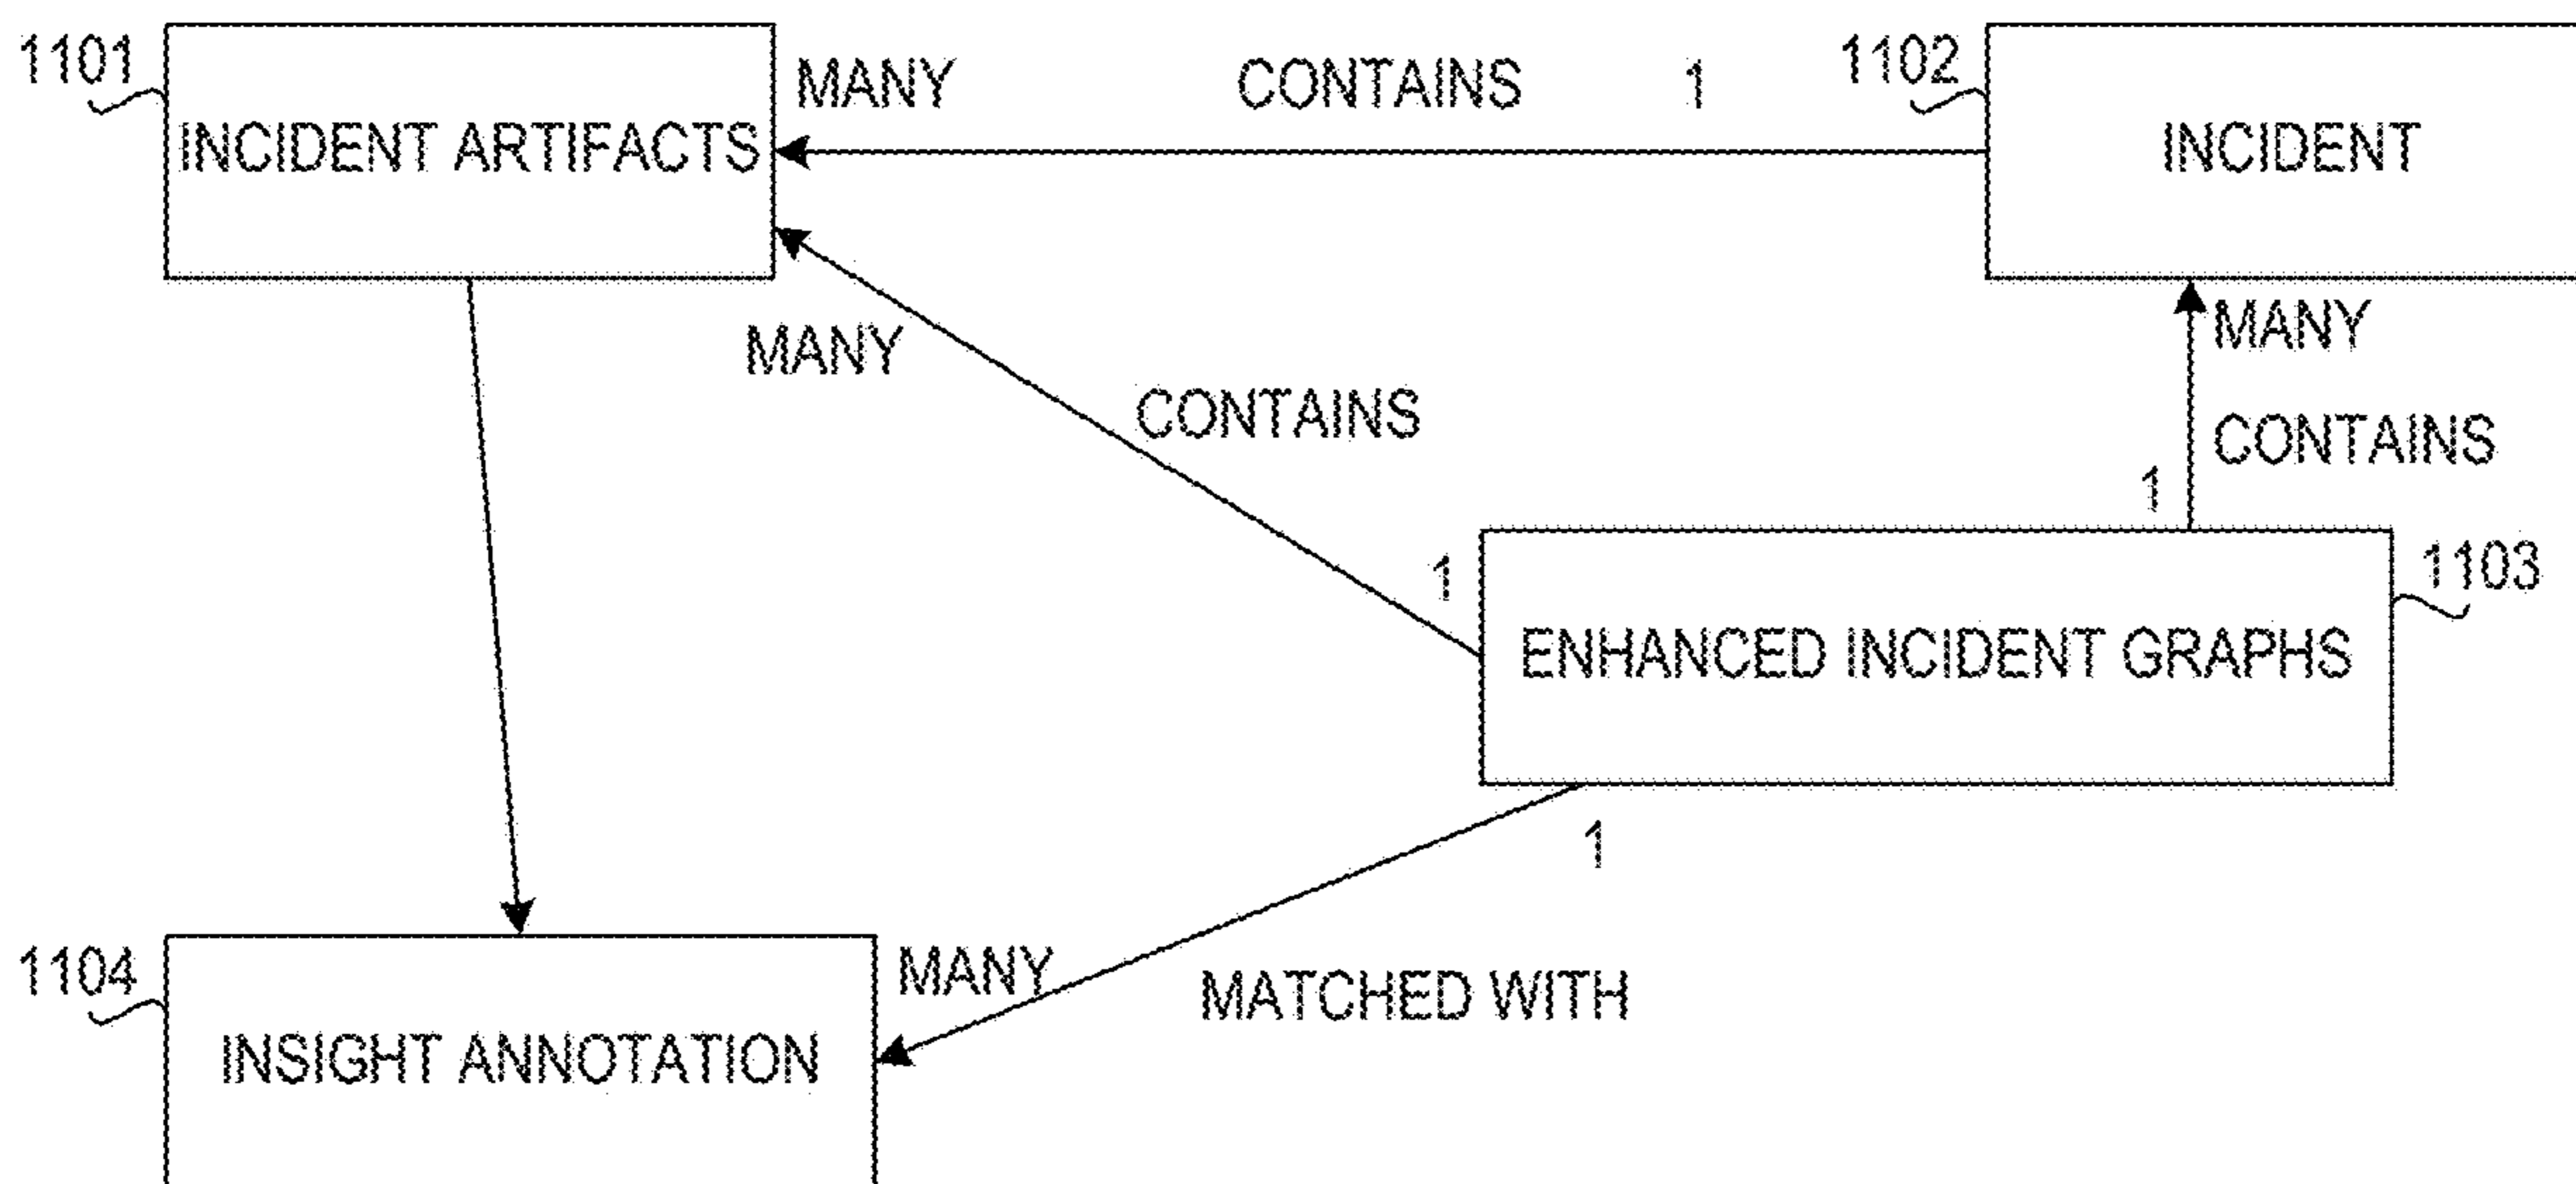 1101
INCIDENT ARTIFACTS
MANY
CONTAINS
1
1102
INCIDENT
MANY
CONTAINS
1
MANY
CONTAINS
1
ENHANCED INCIDENT GRAPHS
1103
1
MATCHED WITH
MANY
1104
INSIGHT ANNOTATION